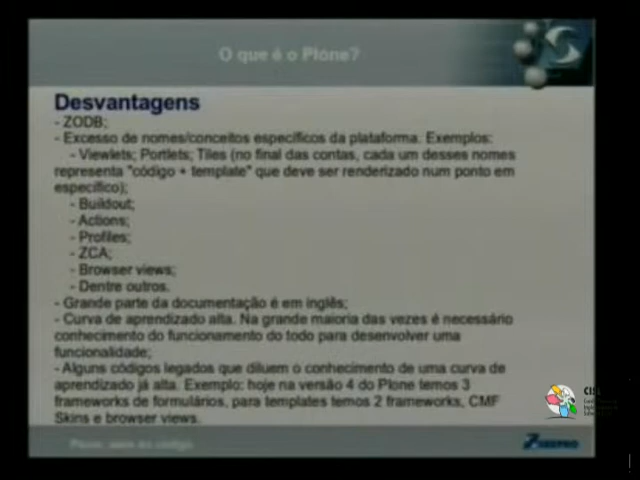 O que é o Plone?
Desvantagens
- ZODB;
- Excesso de nomes/conceitos específicos da plataforma. Exemplos:
- Viewlets; Portlets; Tiles (no final das contas, cada um desses nomes
representa "código + template" que deve ser renderizado num ponto em
específico);
- Buildout;
- Actions;
- Profiles;
- ZCA;
- Browser views;
- Dentre outros.
- Grande parte da documentação é em inglês;
- Curva de aprendizado alta. Na grande maioria das vezes é necessário
conhecimento do funcionamento do todo para desenvolver uma
funcionalidade;
- Alguns códigos legados que diluem o conhecimento de uma curva de
aprendizado já alta. Exemplo: hoje na versão 4 do Plone temos 3
frameworks de formulários, para templates temos 2 frameworks, CMF
Skins e browser views.
SERPRO